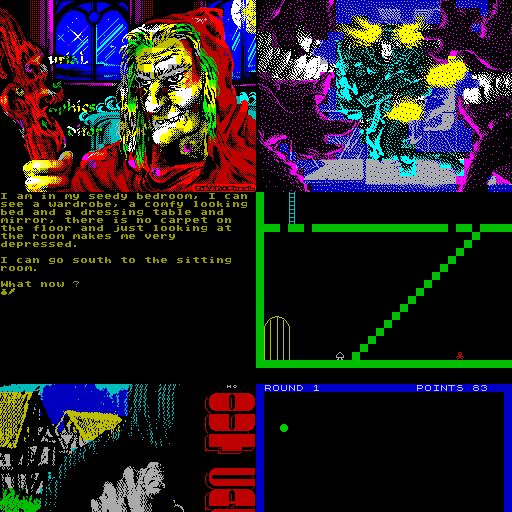 I am in my seedy bedroom, I can
see a wardrobe, a comfy looking
bed and a dressing table and
mirror, there is no carpet on
the floor and just looking at
the room makes me very
depressed.
I can go south to the sitting
room.
What now ?
ROUND 1
POINTS 83